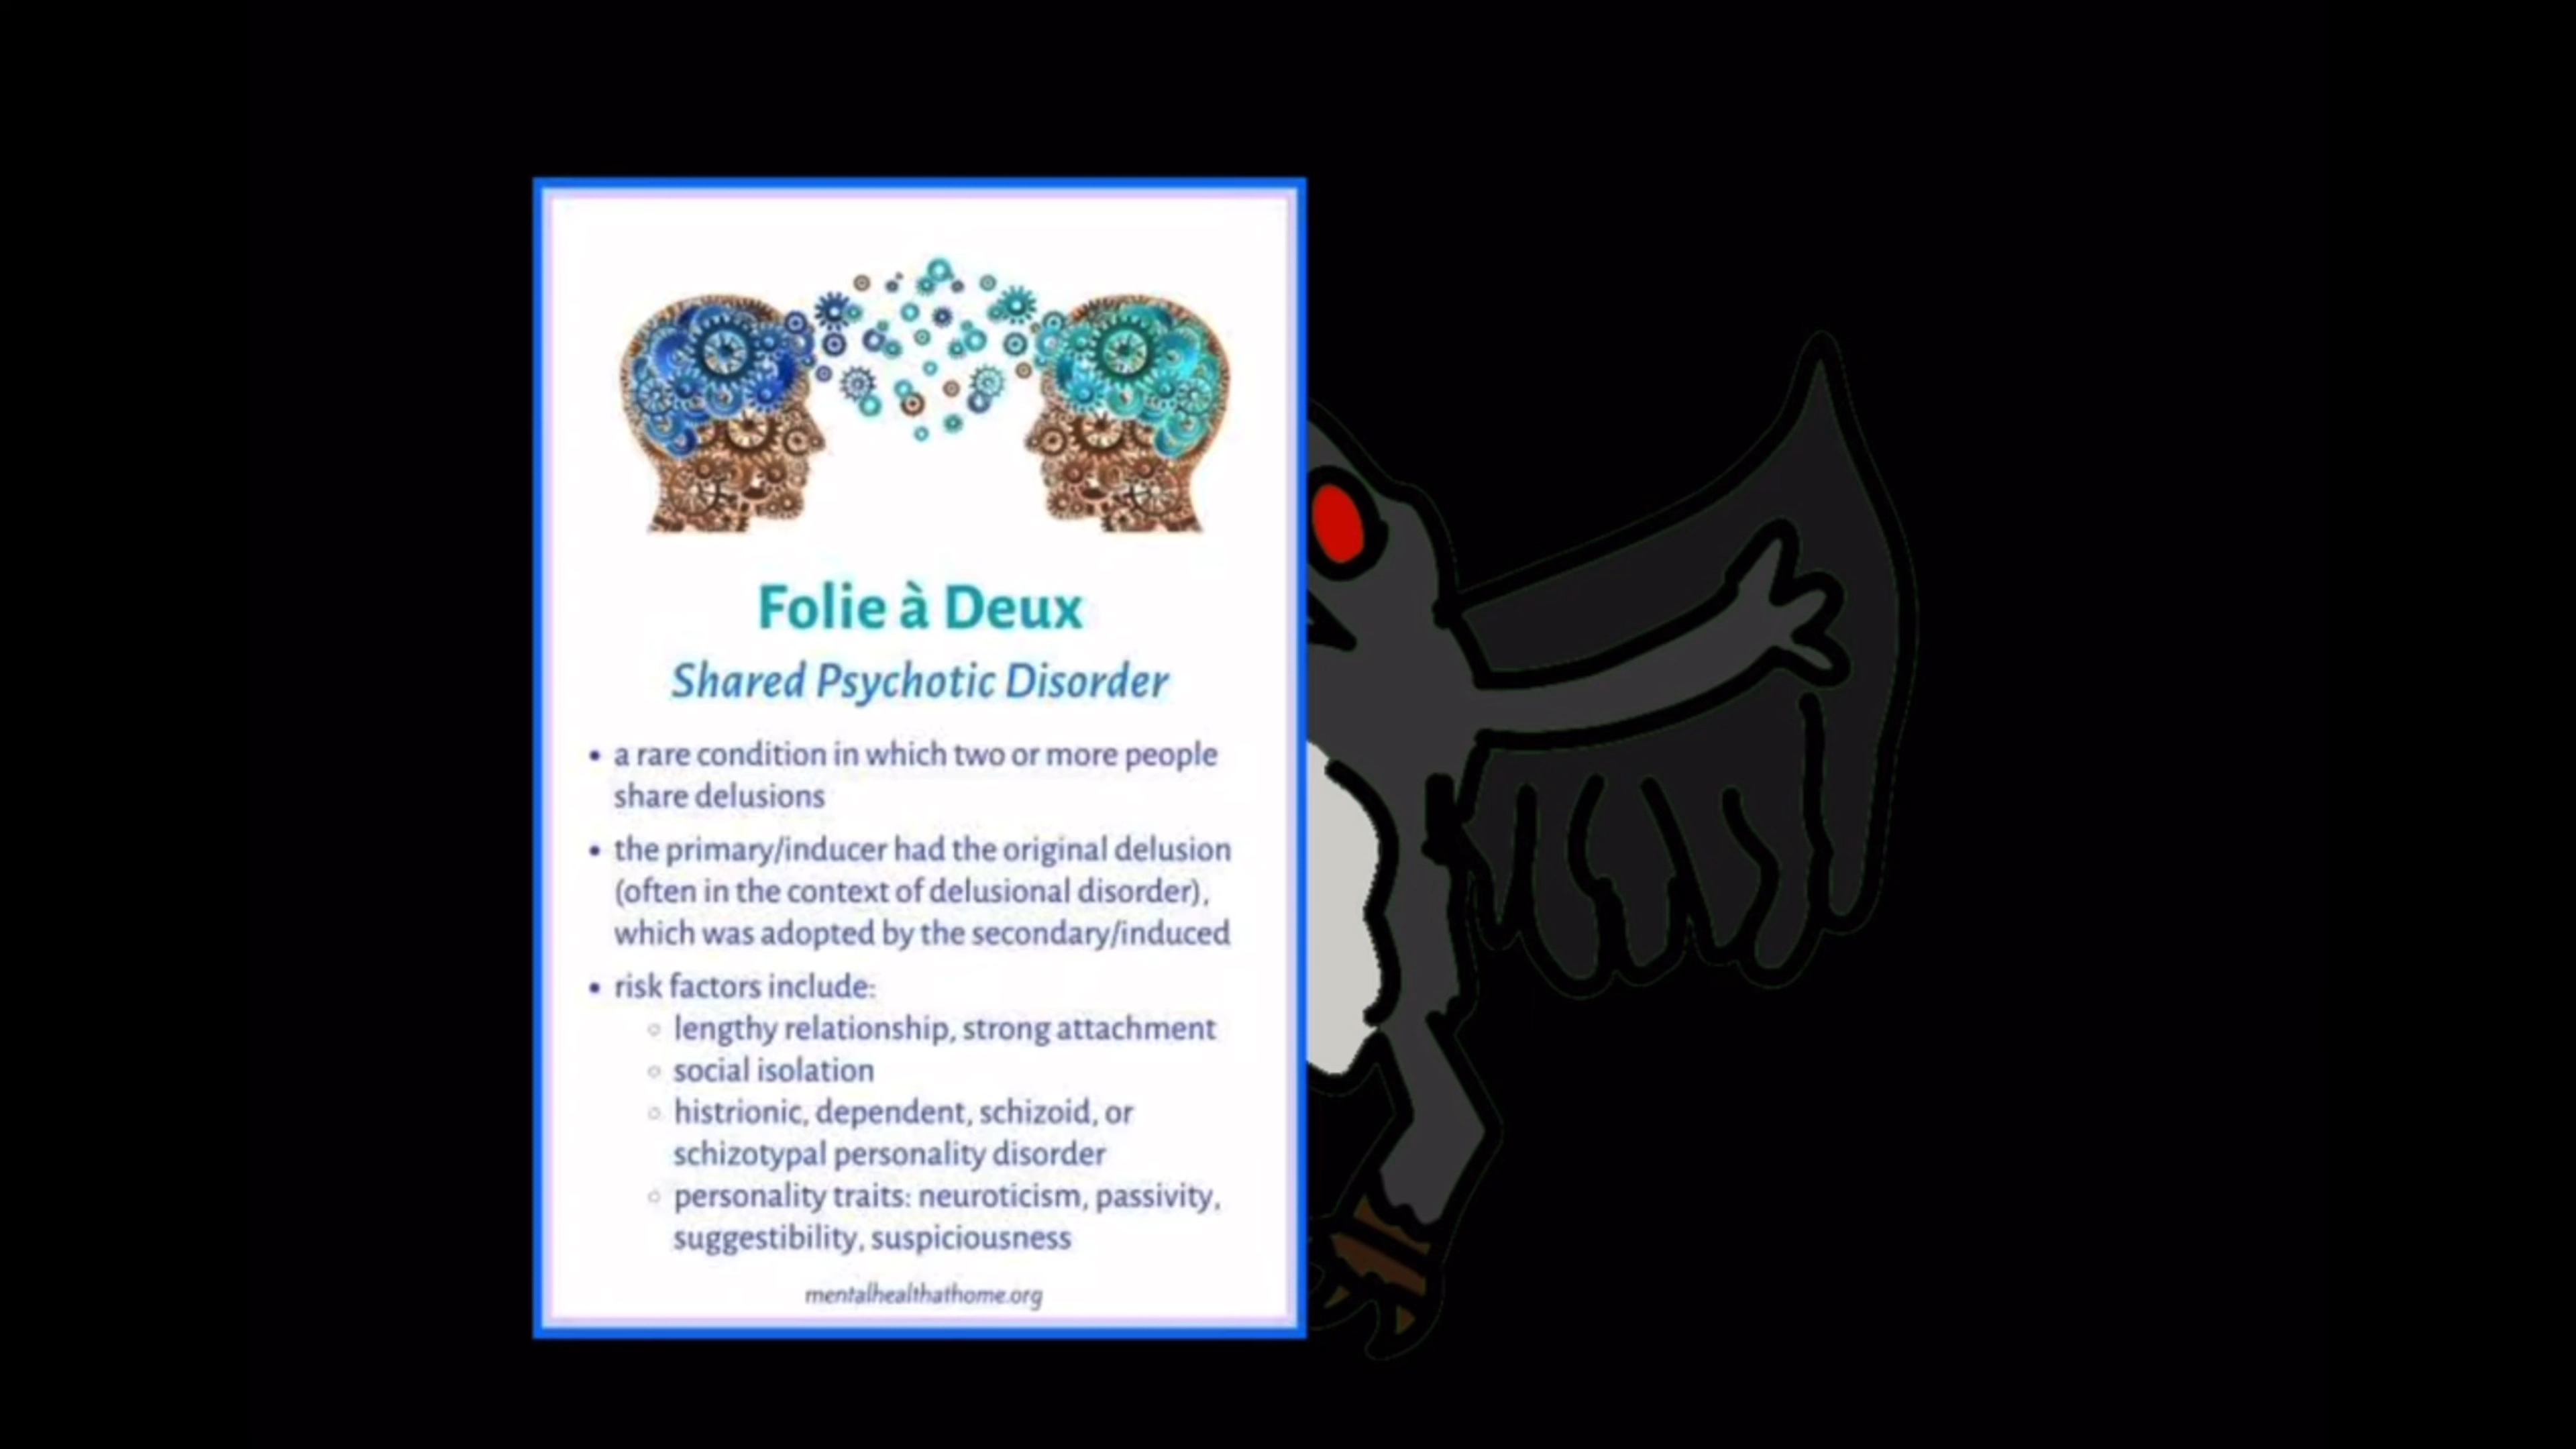 Folie à Deux
Shared Psychotic Disorder
• a rare condition in which two or more people
share delusions
• the primary/inducer had the original delusion
(often in the context of delusional disorder),
which was adopted by the secondary/induced
• risk factors include:
○ lengthy relationship, strong attachment
○ social isolation
○ histrionic, dependent, schizoid, or
schizotypal personality disorder
○ personality traits: neuroticism, passivity,
suggestibility, suspiciousness
mentalhealthathome.org